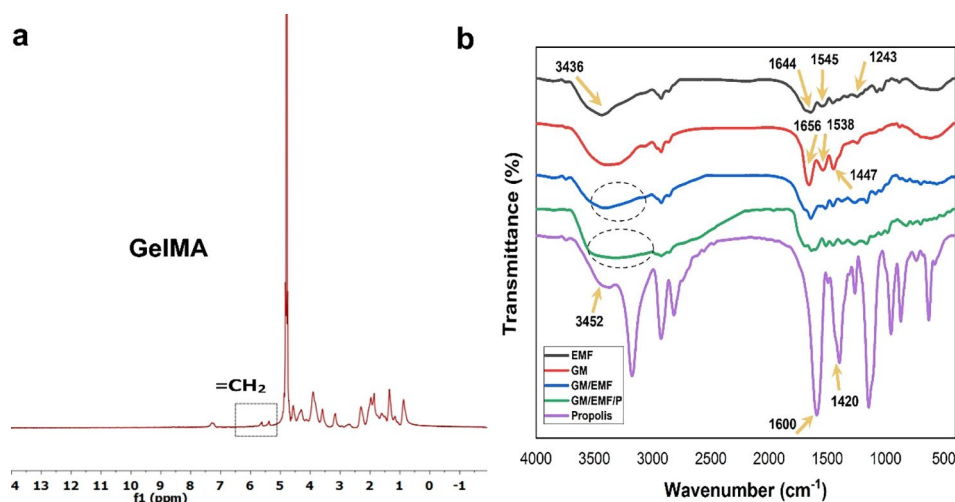 a
GelMA
=CH2
14 13 12 11 10 9 8 7 6 5 4 3 2 1 0 -1
f1 (ppm)
b
3436
1644
1545
1243
1656
1538
1447
3452
1420
1600
EMF
GM
GM/EMF
GM/EMF/P
Propolis
Transmittance (%)
4000 3500 3000 2500 2000 1500 1000 500
Wavenumber (cm-1)